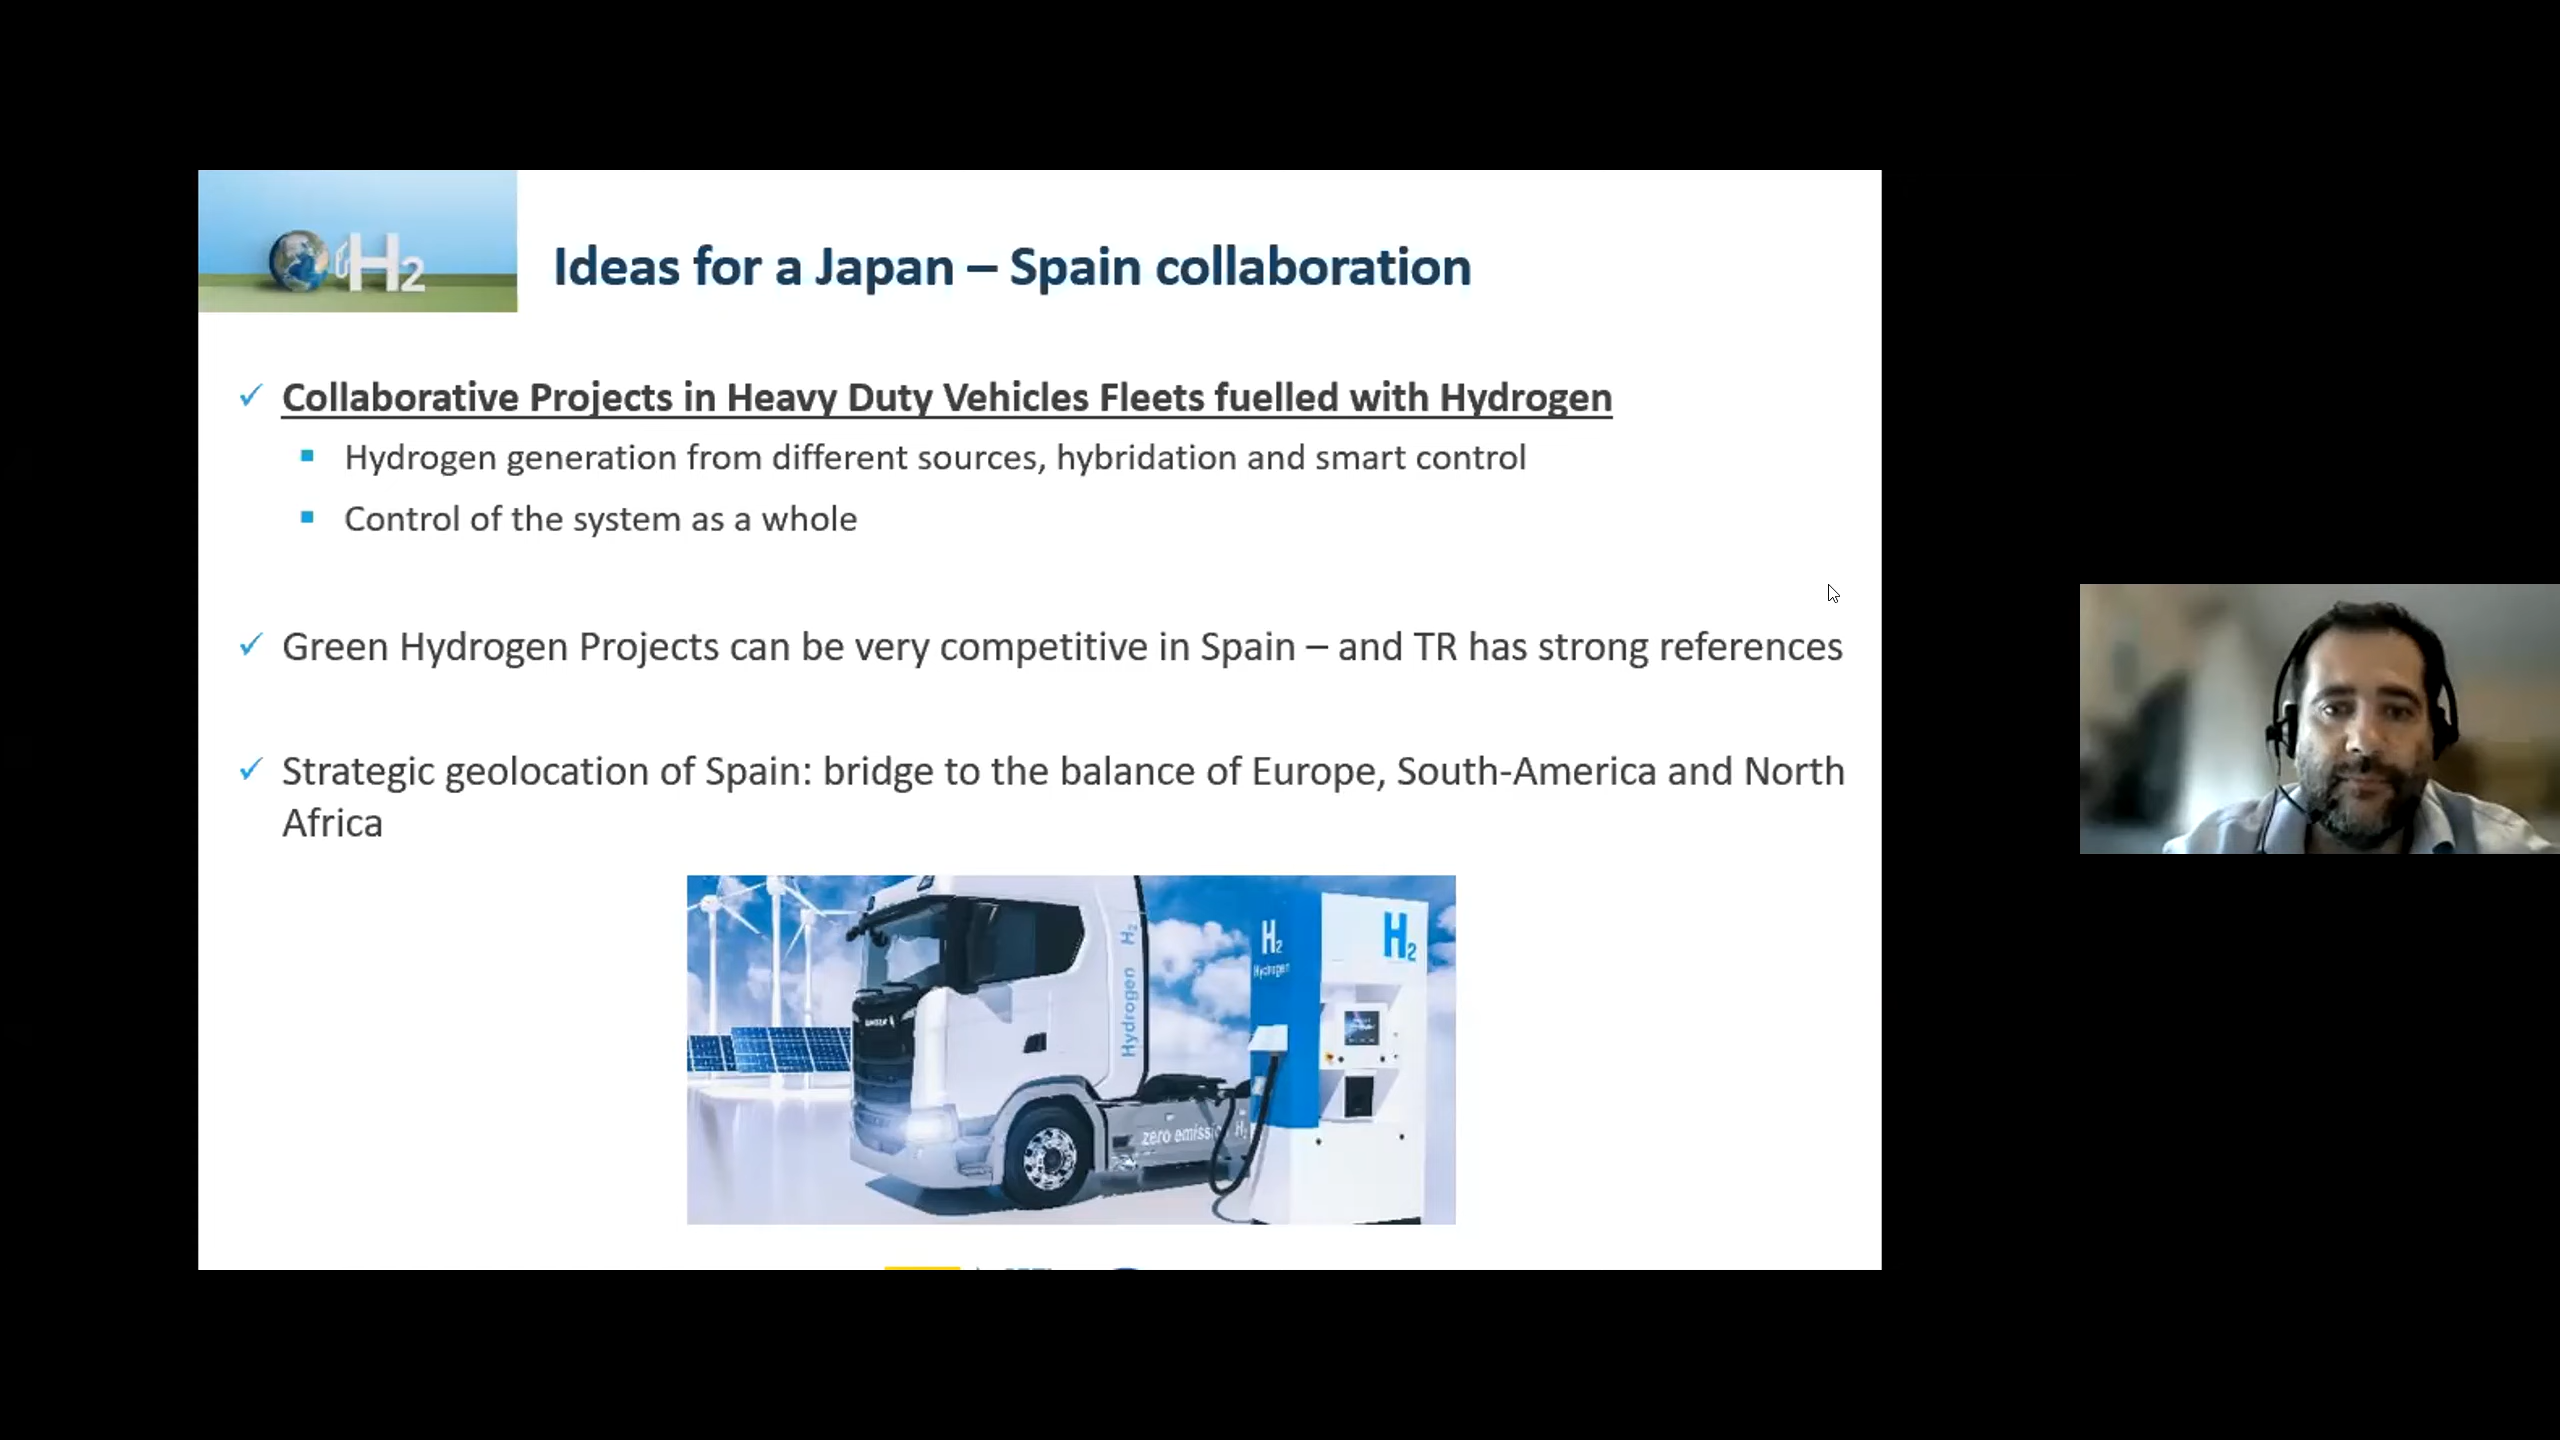 H2
Ideas for a Japan – Spain collaboration
Collaborative Projects in Heavy Duty Vehicles Fleets fuelled with Hydrogen
Hydrogen generation from different sources, hybridation and smart control
Control of the system as a whole
Green Hydrogen Projects can be very competitive in Spain – and TR has strong references
Strategic geolocation of Spain: bridge to the balance of Europe, South-America and North
Africa
Hydrogen H2
zero emissi H2
H2
Hydrogen
H2